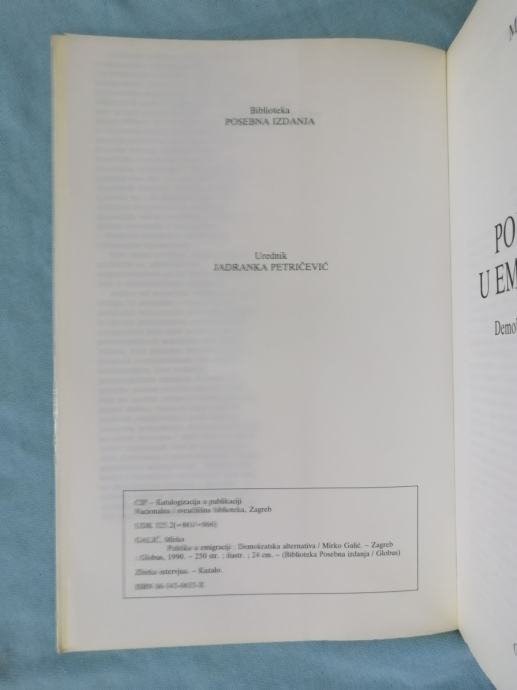 Biblioteka
POSEBNA IZDANJA
Urednik
JADRANKA PETRIČEVIĆ
CIP – Katalogizacija u publikaciji
Nacionalna i sveučilišna biblioteka, Zagreb
UDK
GALIĆ, Mirko
Politika u emigraciji : Demokratska alternativa / Mirko Galić. – Zagreb
: Globus, 1990. – 250 str. ; ilustr. ; 24 cm. – (Biblioteka Posebna izdanja / Globus)
Zbirka intervjua. – Kazalo.
ISBN
M
PO
U EM
Demo